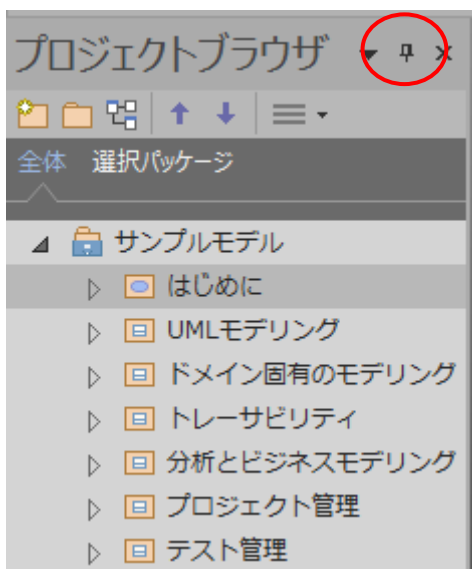 プロジェクトブラウザ
全体 選択パッケージ
サンプルモデル
はじめに
UMLモデリング
ドメイン固有のモデリング
トレーサビリティ
分析とビジネスモデリング
プロジェクト管理
テスト管理